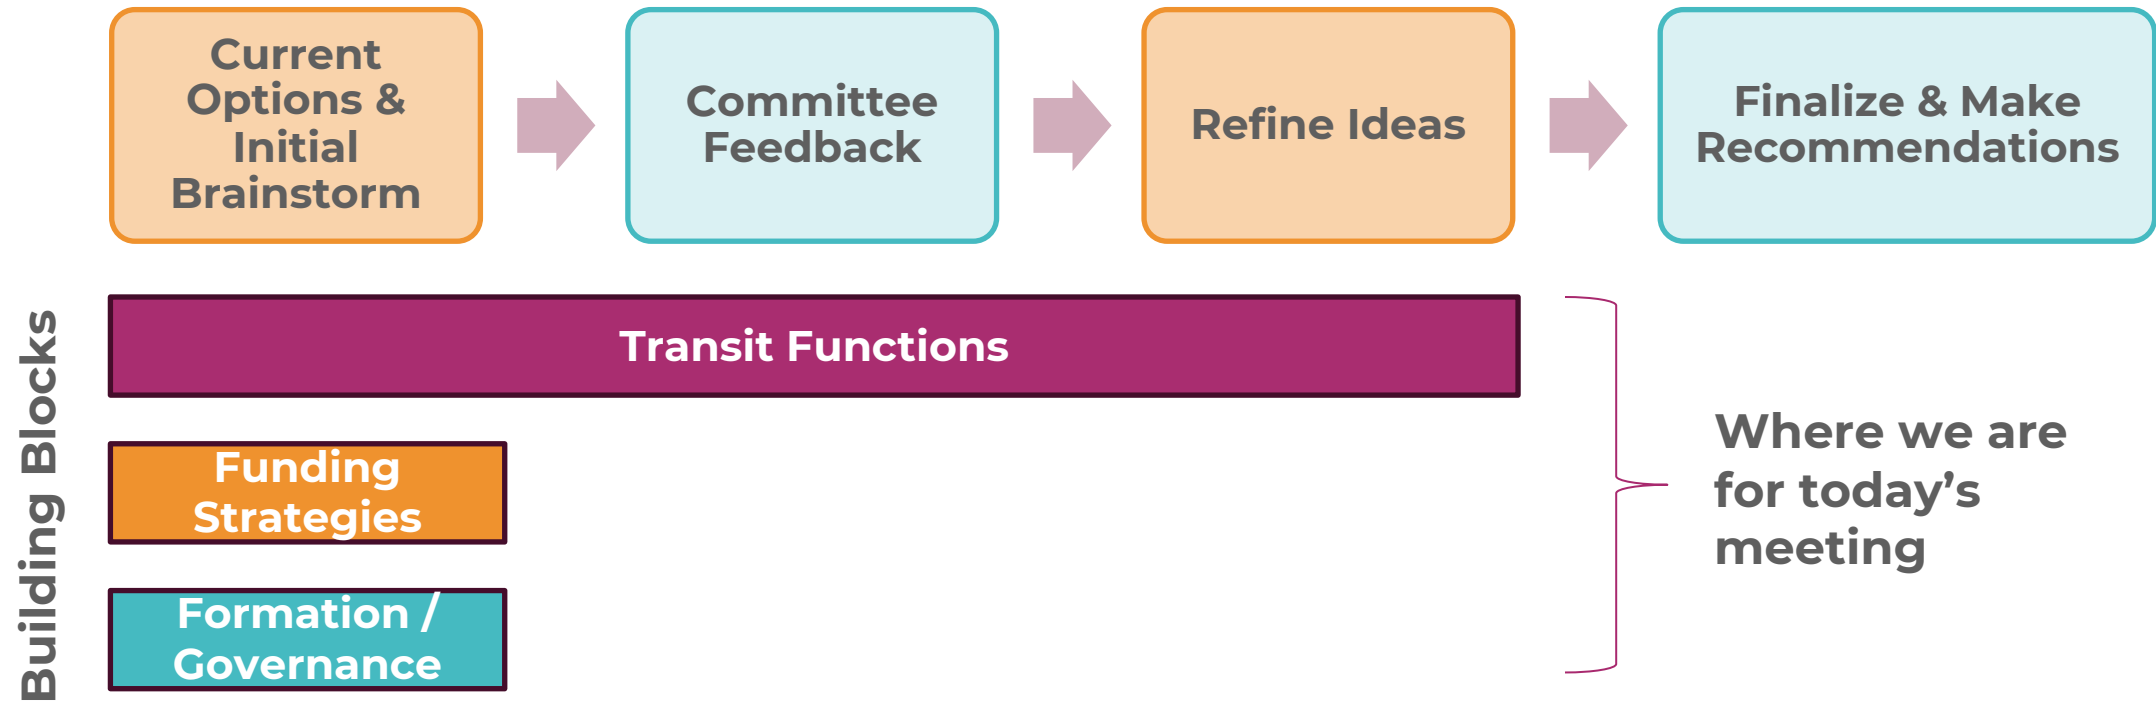 Current
Options &
Initial
Brainstorm
Committee
Feedback
Refine Ideas
Finalize & Make
Recommendations
Building Blocks
Transit Functions
Funding
Strategies
Formation /
Governance
Where we are
for today’s
meeting